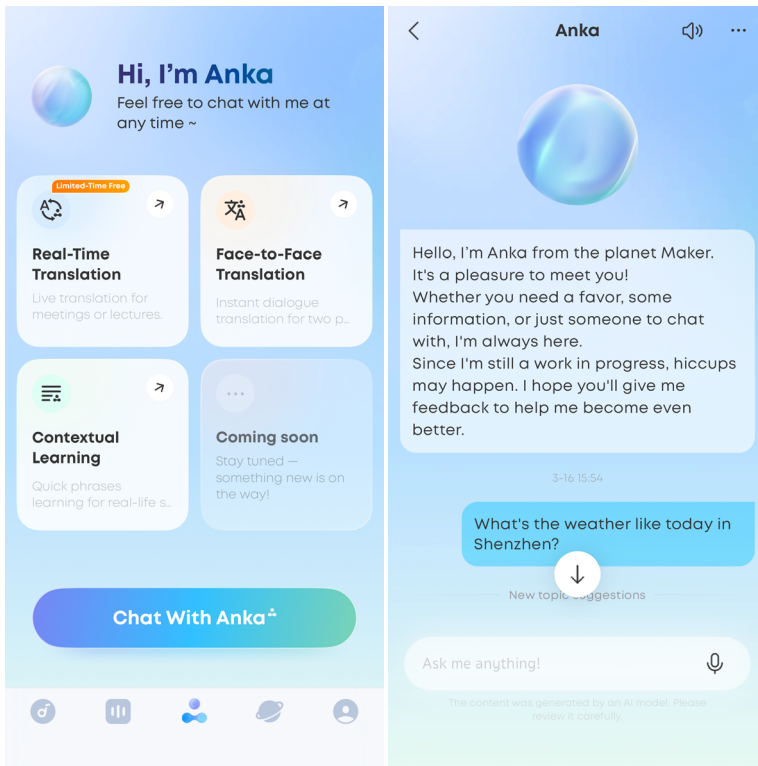 Hi, I'm Anka
Feel free to chat with me at
any time ~
Limited-Time Free
Real-Time
Translation
Live translation for
meetings or lectures.
Face-to-Face
Translation
Instant dialogue
translation for two p...
Contextual
Learning
Quick phrases
learning for real-life s...
Coming soon
Stay tuned —
something new is on
the way!
Chat With Anka
Anka
Hello, I'm Anka from the planet Maker.
It's a pleasure to meet you!
Whether you need a favor, some
information, or just someone to chat
with, I'm always here.
Since I'm still a work in progress, hiccups
may happen. I hope you'll give me
feedback to help me become even
better.
3-16 15:54
What's the weather like today in
Shenzhen?
New topic suggestions
Ask me anything!
The content was generated by an AI model. Please
review it carefully.